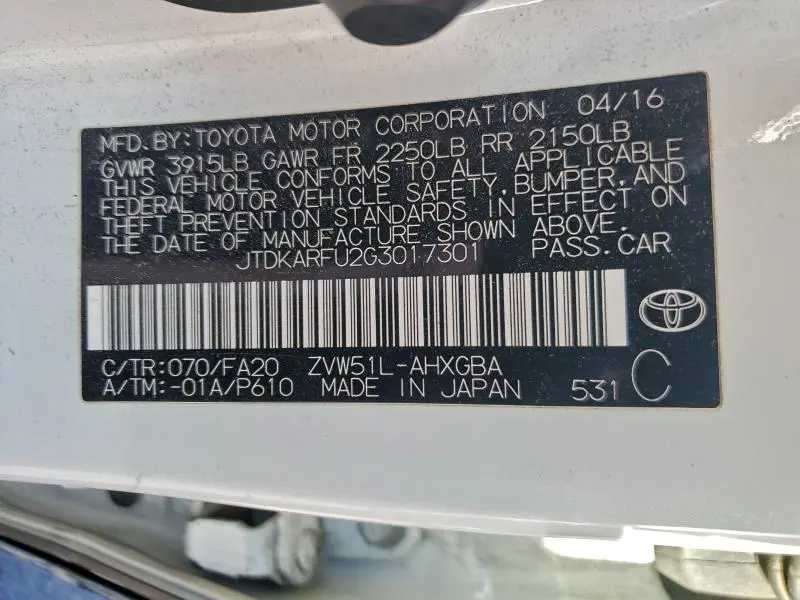 MFD.BY:TOYOTA MOTOR CORPORATION 04/16
GVWR 3915LB GAWR FR 2250LB RR 2150LB
THIS VEHICLE CONFORMS TO ALL APPLICABLE
FEDERAL MOTOR VEHICLE SAFETY,BUMPER,AND
THEFT PREVENTION STANDARDS IN EFFECT ON
THE DATE OF MANUFACTURE SHOWN ABOVE.
JTDKARFU2G3017301 PASS.CAR
C/TR:070/FA20 ZVW51L-AHXGBA
A/TM:-01A/P610 MADE IN JAPAN 531 C